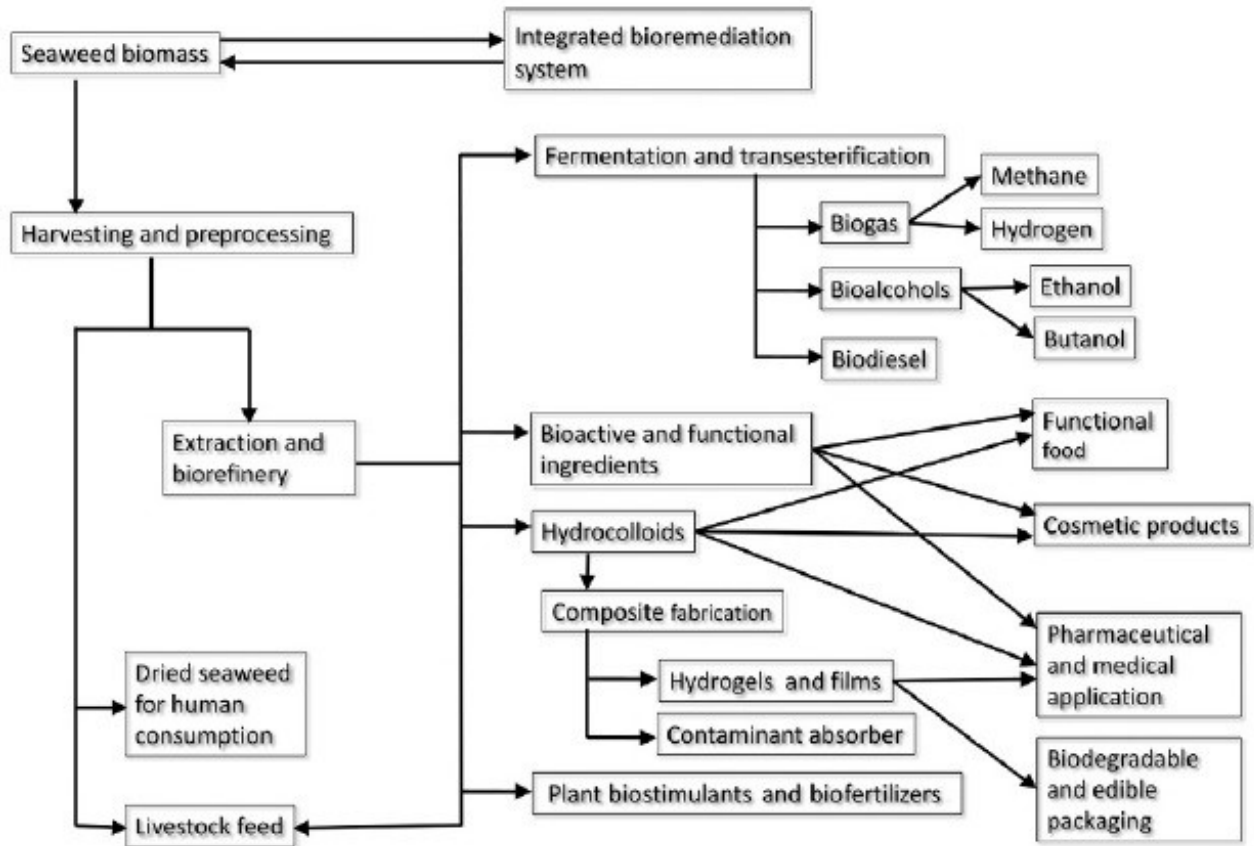 Seaweed biomass
Integrated bioremediation
system
Fermentation and transesterification
Methane
Harvesting and preprocessing
Biogas
Hydrogen
Bioalcohols
Ethanol
Butanol
Biodiesel
Extraction and
biorefinery
Bioactive and functional
ingredients
Functional
food
Hydrocolloids
Cosmetic products
Composite fabrication
Pharmaceutical
and medical
application
Dried seaweed
for human
consumption
Hydrogels and films
Contaminant absorber
Biodegradable
and edible
packaging
Plant biostimulants and biofertilizers
Livestock feed